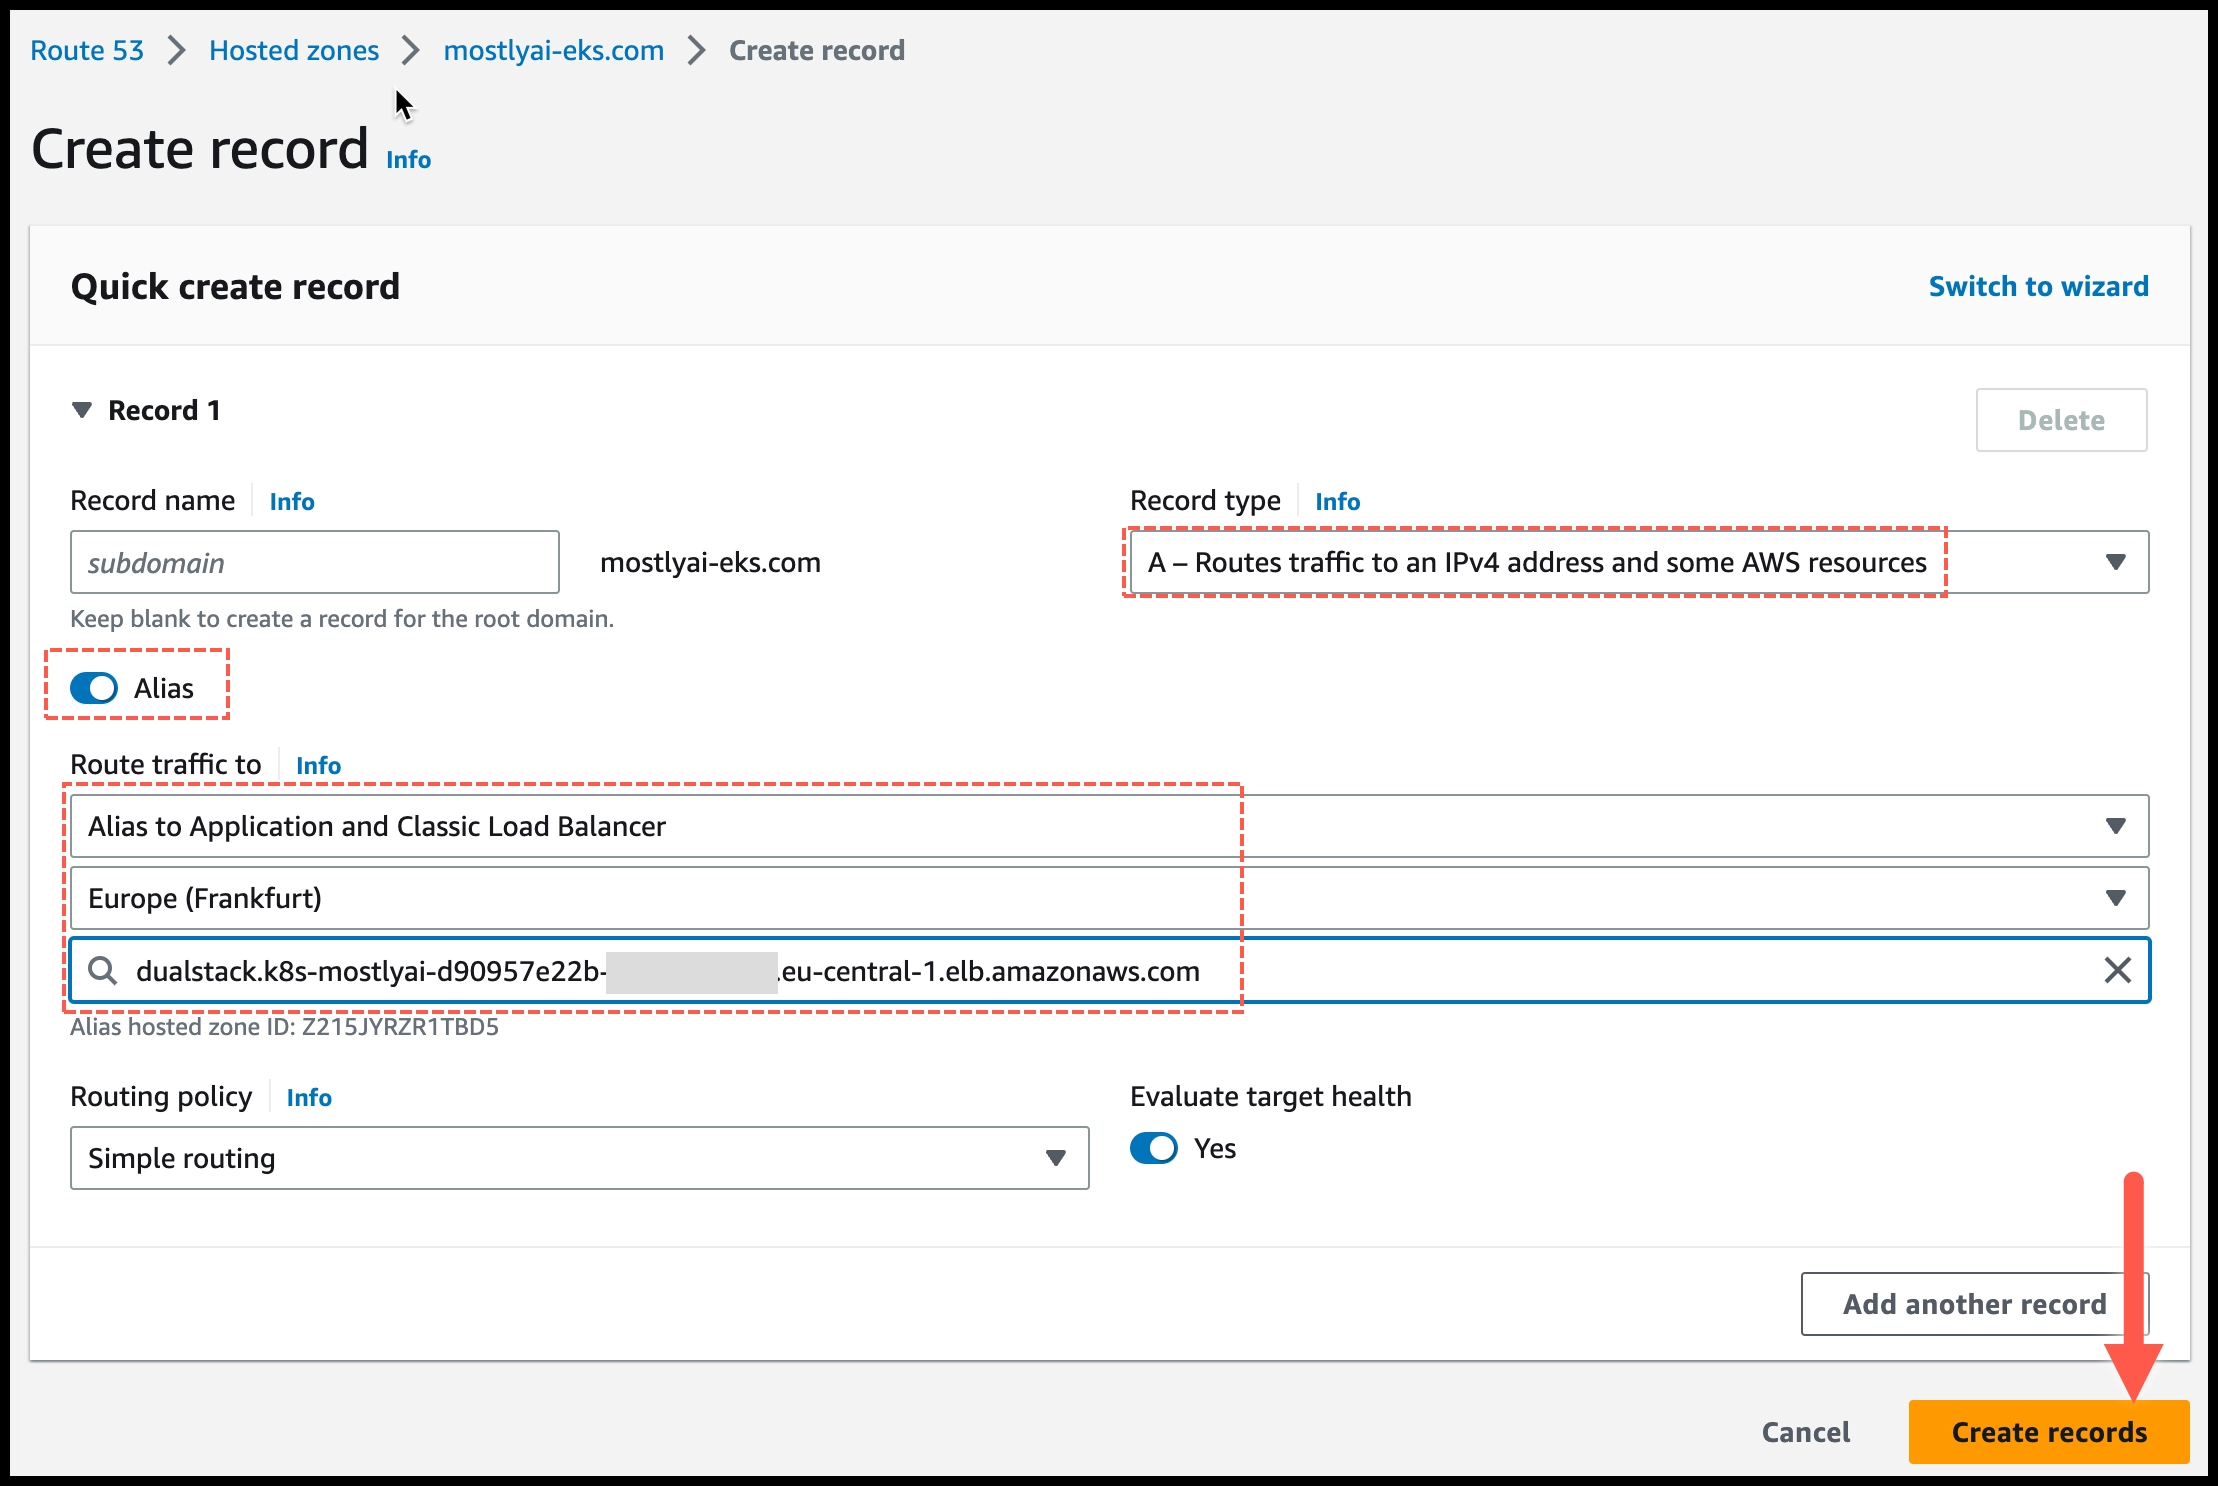 Route 53 > Hosted zones > mostlyai-eks.com > Create record
Create record Info
Quick create record
Switch to wizard
Record 1
Delete
Record name Info
Record type Info
subdomain
mostlyai-eks.com
A – Routes traffic to an IPv4 address and some AWS resources
Keep blank to create a record for the root domain.
Alias
Route traffic to Info
Alias to Application and Classic Load Balancer
Europe (Frankfurt)
dualstack.k8s-mostlyai-d90957e22b- .eu-central-1.elb.amazonaws.com
Alias hosted zone ID: Z215JYRZR1TBD5
Routing policy Info
Evaluate target health
Simple routing
Yes
Add another record
Cancel
Create records